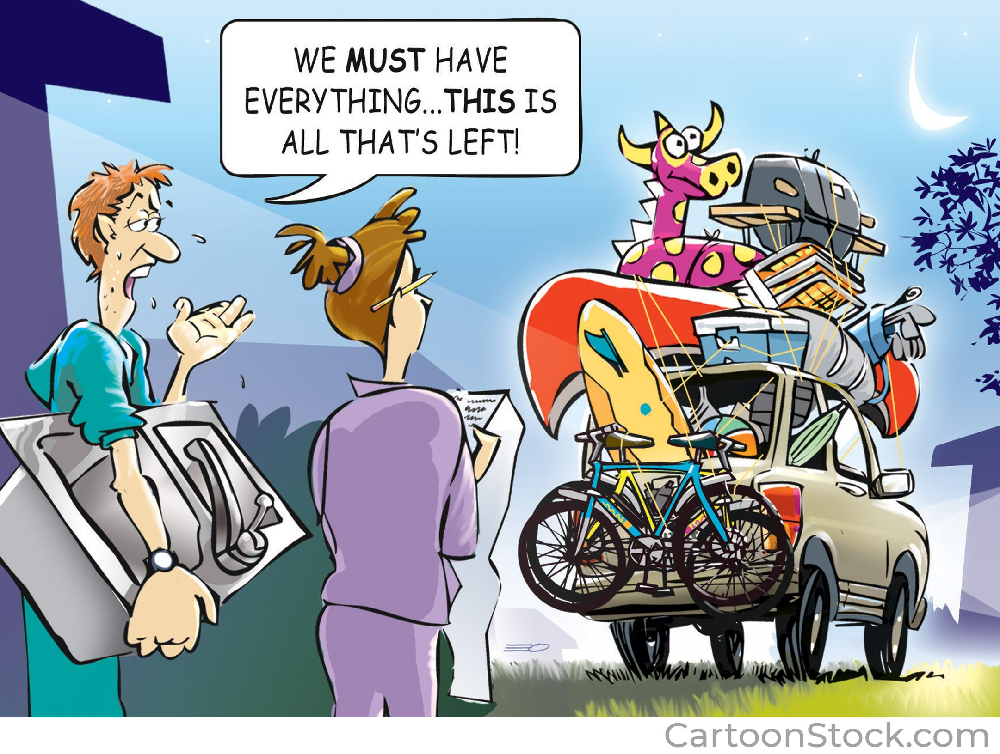 WE MUST HAVE
EVERYTHING...THIS IS
ALL THAT'S LEFT!
CartoonStock.com